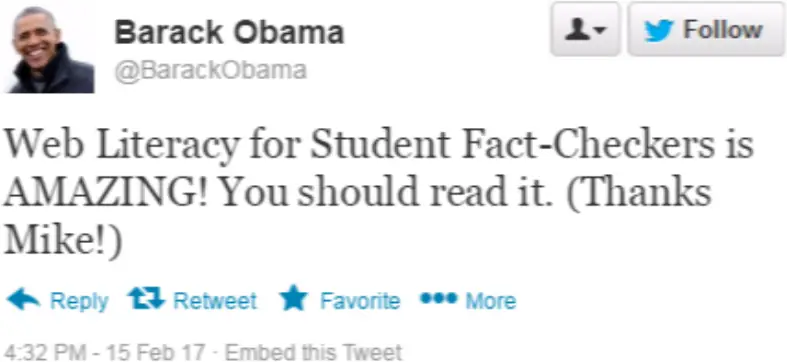 Barack Obama
@BarackObama
Follow
Web Literacy for Student Fact-Checkers is
AMAZING! You should read it. (Thanks
Mike!)
Reply Retweet Favorite More
4:32 PM - 15 Feb 17 · Embed this Tweet